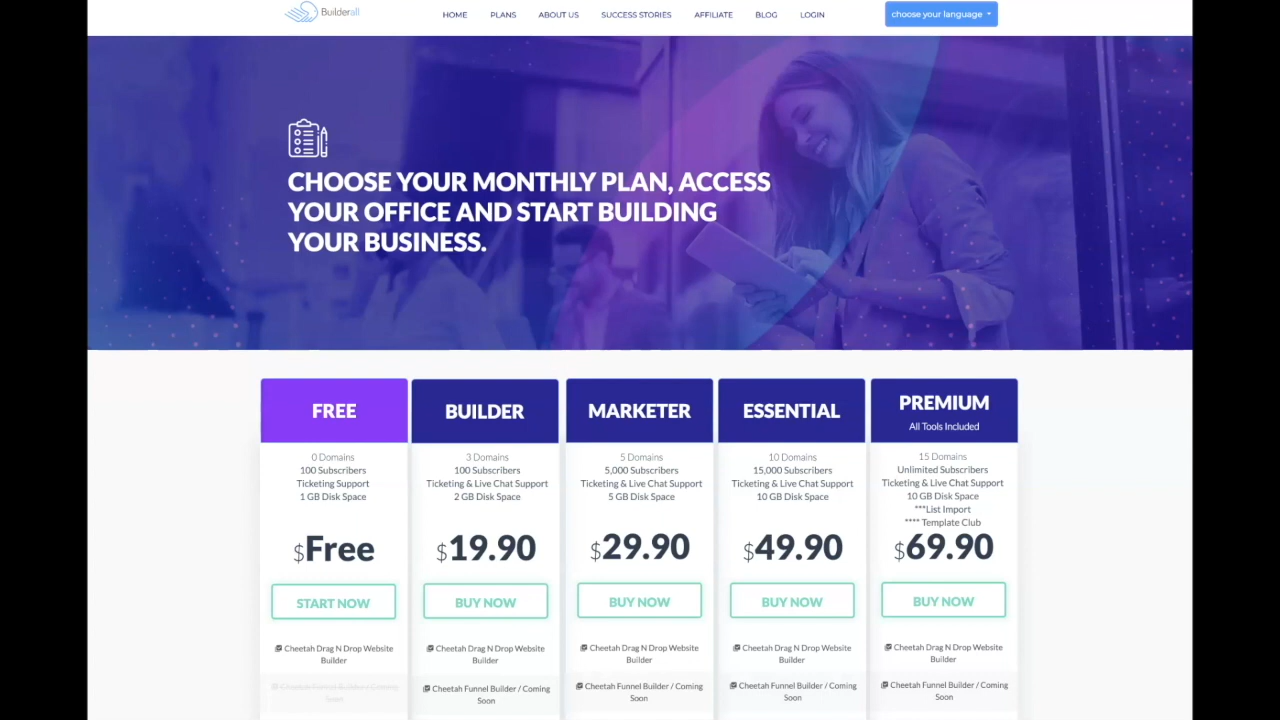 Builderall
HOME PLANS ABOUT US SUCCESS STORIES AFFILIATE BLOG LOGIN
choose your language
CHOOSE YOUR MONTHLY PLAN, ACCESS
YOUR OFFICE AND START BUILDING
YOUR BUSINESS.
FREE
0 Domains
100 Subscribers
Ticketing Support
1 GB Disk Space
$Free
START NOW
Cheetah Drag N Drop Website
Builder
Cheetah Funnel Builder / Coming
Soon
BUILDER
3 Domains
100 Subscribers
Ticketing & Live Chat Support
2 GB Disk Space
$19.90
BUY NOW
Cheetah Drag N Drop Website
Builder
Cheetah Funnel Builder / Coming
Soon
MARKETER
5 Domains
5,000 Subscribers
Ticketing & Live Chat Support
5 GB Disk Space
$29.90
BUY NOW
Cheetah Drag N Drop Website
Builder
Cheetah Funnel Builder / Coming
Soon
ESSENTIAL
10 Domains
15,000 Subscribers
Ticketing & Live Chat Support
10 GB Disk Space
$49.90
BUY NOW
Cheetah Drag N Drop Website
Builder
Cheetah Funnel Builder / Coming
Soon
PREMIUM
All Tools Included
15 Domains
Unlimited Subscribers
Ticketing & Live Chat Support
10 GB Disk Space
***List Import
**** Template Club
$69.90
BUY NOW
Cheetah Drag N Drop Website
Builder
Cheetah Funnel Builder / Coming
Soon